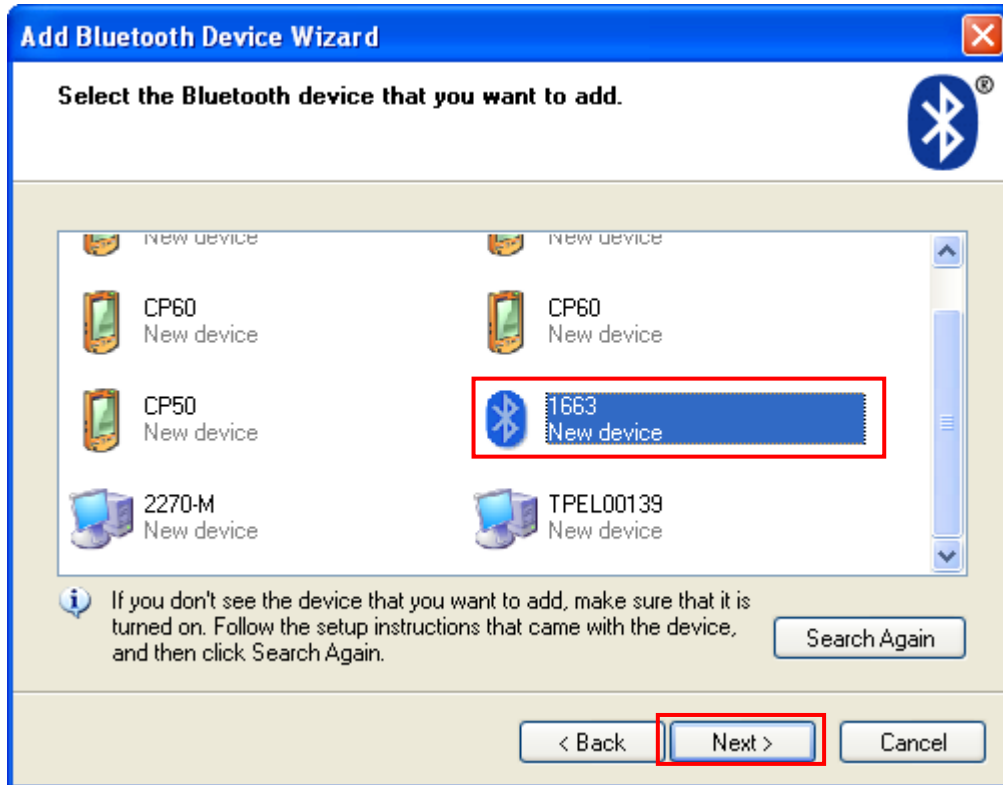 Add Bluetooth Device Wizard
Select the Bluetooth device that you want to add.
®
New device
New device
CP60
New device
CP60
New device
CP50
New device
1663
New device
2270-M
New device
TPEL00139
New device
If you don't see the device that you want to add, make sure that it is
turned on. Follow the setup instructions that came with the device,
and then click Search Again.
Search Again
< Back
Next >
Cancel